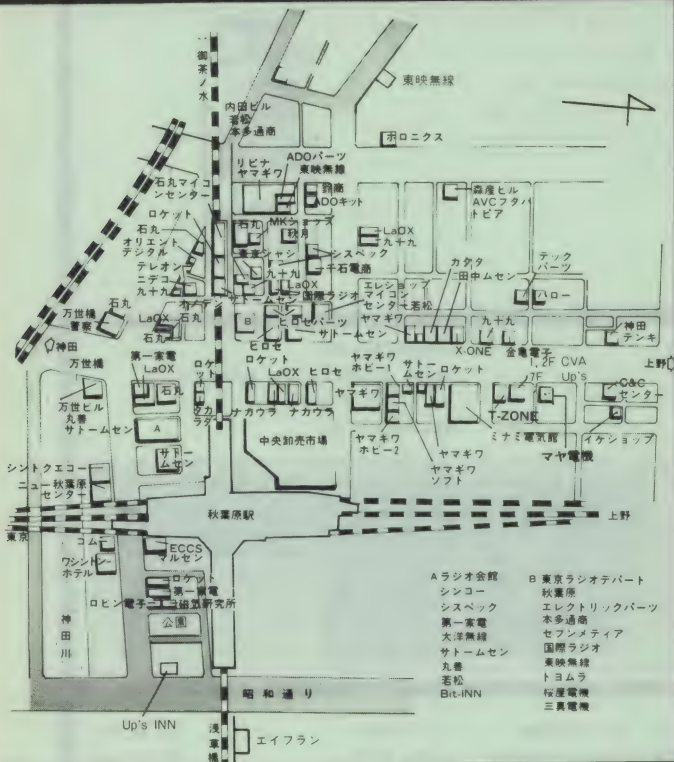 御茶ノ水
東映無線
内田ビル
若松
本多通商
ボロニクス
リビナ
ヤマギワ
ADOパーツ
東映無線
鈴商
ADOキット
森産ビル
AVCフタバ
トピア
石丸マイコ
ンセンター
ロケット
石丸
オリエント
デジタル
テレオン
ニデコ
九十九
石丸
MKショウズ
秋月
LaOX
九十九
シスペック
千石電商
九十九
LaOX
国際ラジオ
サトームセン
エレショップ
マイコン
センター若松
カクタ
田中ムセン
テック
パーツ
ハロー
万世橋
警察
石丸
LaOX
石丸
カノデン
B
ヒロセパーツ
サトームセン
ヒロセ
ヤマギワ
X-ONE
九十九
金亀電子
神田
テンキ
神田
万世橋
第一家電
LaOX
石丸
ロケット
ロケット
LaOX
ヒロセ
ヤマギワ
ホビー1
サトー
ムセン
ロケット
1,2F CVA
7F Up's
上野
C&C
センター
万世ビル
丸善
サトームセン
A
タカラダ
ナカウラ
ナカウラ
ヤマギワ
ヤマギワ
ホビー2
ヤマギワ
ヤマギワ
ソフト
ミナミ電気館
T-ZONE
マヤ電機
イケショップ
サトー
ムセン
中央卸売市場
シントクエコー
ニュー秋葉原
センター
秋葉原駅
東京
上野
コム
ワシントン
ホテル
ECCS
マルゼン
ロケット
第一家電
公園
神田川
昭和通り
Up's INN
浅草橋
エイフラン
A ラジオ会館
シンコー
シスペック
第一家電
大洋無線
サトームセン
丸善
若松
Bit-INN
B 東京ラジオデパート
秋葉原
エレクトリックパーツ
本多通商
セブンメディア
国際ラジオ
東映無線
トヨムラ
桜屋電機
三真電機